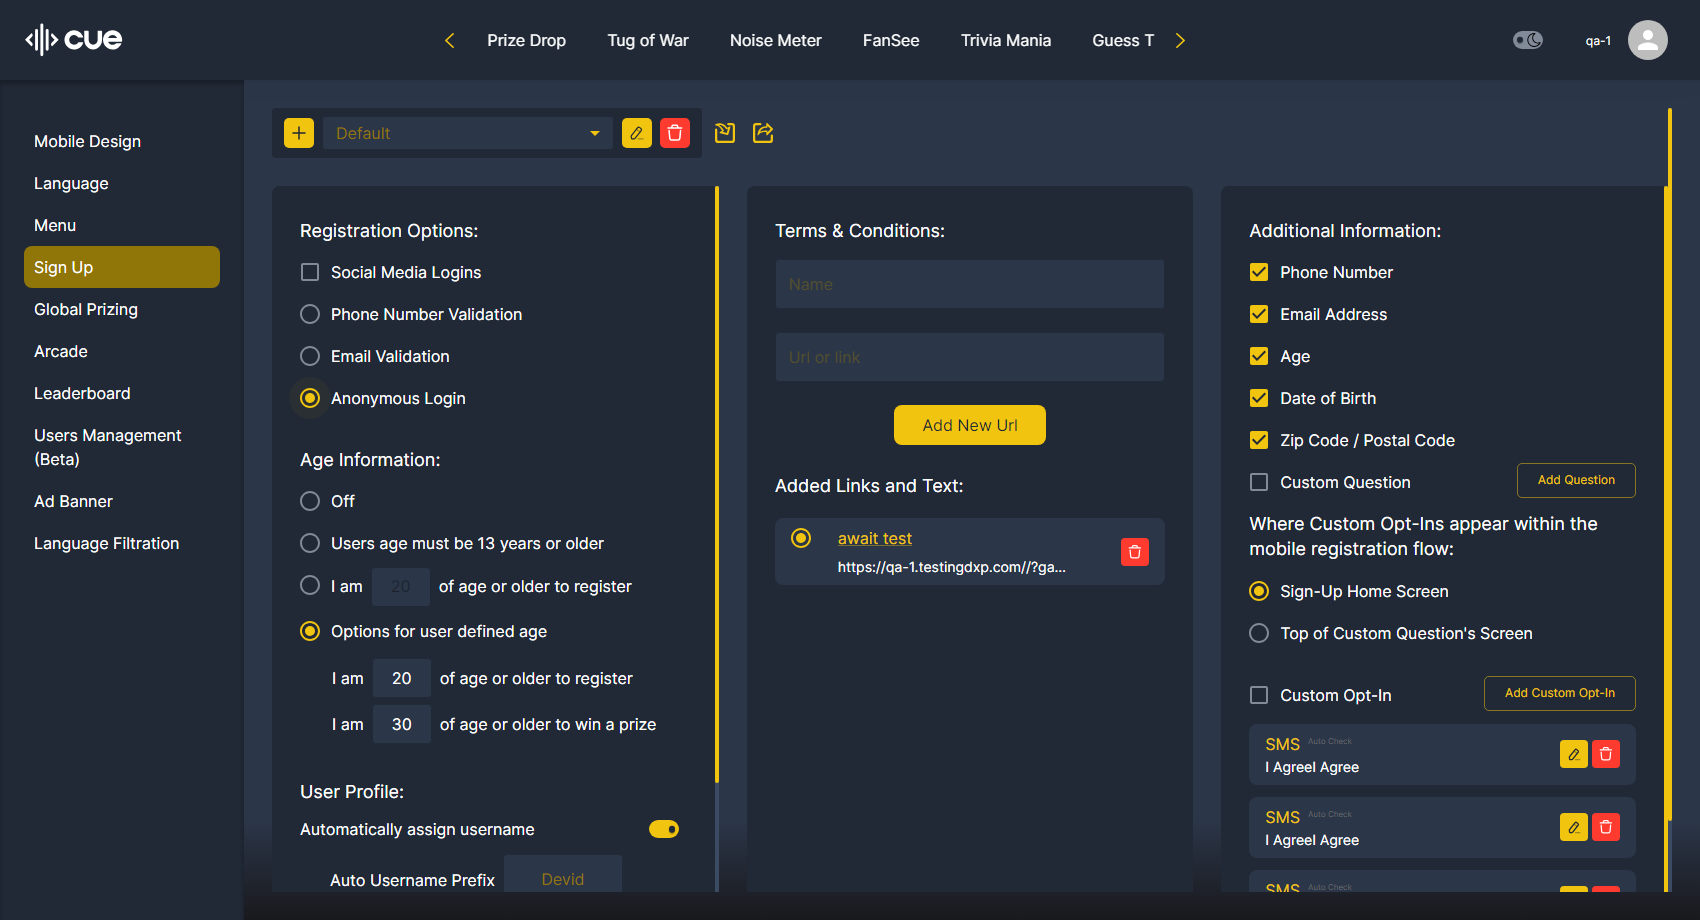 cue
Prize Drop
Tug of War
Noise Meter
FanSee
Trivia Mania
Guess T
qa-1
Mobile Design
Language
Menu
Sign Up
Global Prizing
Arcade
Leaderboard
Users Management
(Beta)
Ad Banner
Language Filtration
Default
Registration Options:
Social Media Logins
Phone Number Validation
Email Validation
Anonymous Login
Age Information:
Off
Users age must be 13 years or older
I am 20 of age or older to register
Options for user defined age
I am 20 of age or older to register
I am 30 of age or older to win a prize
User Profile:
Automatically assign username
Auto Username Prefix Devid
Terms & Conditions:
Name
Url or link
Add New Url
Added Links and Text:
await test
https://qa-1.testingdxp.com//?ga...
Additional Information:
Phone Number
Email Address
Age
Date of Birth
Zip Code / Postal Code
Custom Question
Add Question
Where Custom Opt-Ins appear within the
mobile registration flow:
Sign-Up Home Screen
Top of Custom Question's Screen
Custom Opt-In
Add Custom Opt-In
SMS Auto Check
I AgreeI Agree
SMS Auto Check
I AgreeI Agree
SMS Auto Check